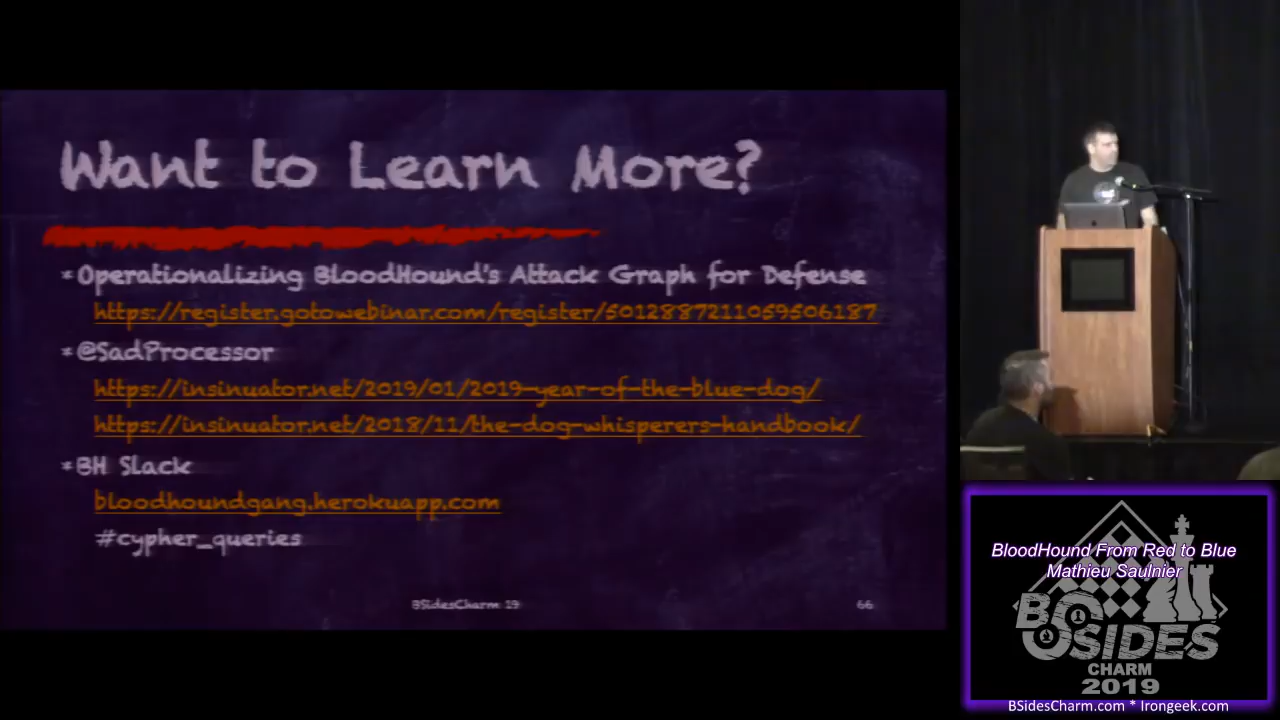 Want to Learn More?
*Operationalizing BloodHound's Attack Graph for Defense
https://register.gotowebinar.com/register/5012887211059506187
*@SadProcessor
https://insinuator.net/2019/01/2019-year-of-the-blue-dog/
https://insinuator.net/2018/11/the-dog-whisperers-handbook/
*BH Slack
bloodhoundgang.herokuapp.com
#cypher_queries
BSidesCharm 19
66
BloodHound From Red to Blue
Mathieu Saulnier
BSIDES
CHARM
2019
BSidesCharm.com * Irongeek.com